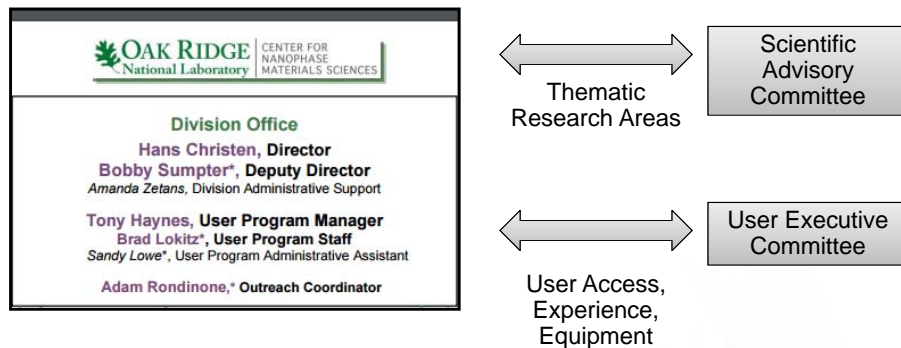 OAK RIDGE
National Laboratory
CENTER FOR
NANOPHASE
MATERIALS SCIENCES
Division Office
Hans Christen, Director
Bobby Sumpter*, Deputy Director
Amanda Zetans, Division Administrative Support
Tony Haynes, User Program Manager
Brad Lokitz*, User Program Staff
Sandy Lowe*, User Program Administrative Assistant
Adam Rondinone,* Outreach Coordinator
Thematic
Research Areas
Scientific
Advisory
Committee
User Access,
Experience,
Equipment
User Executive
Committee